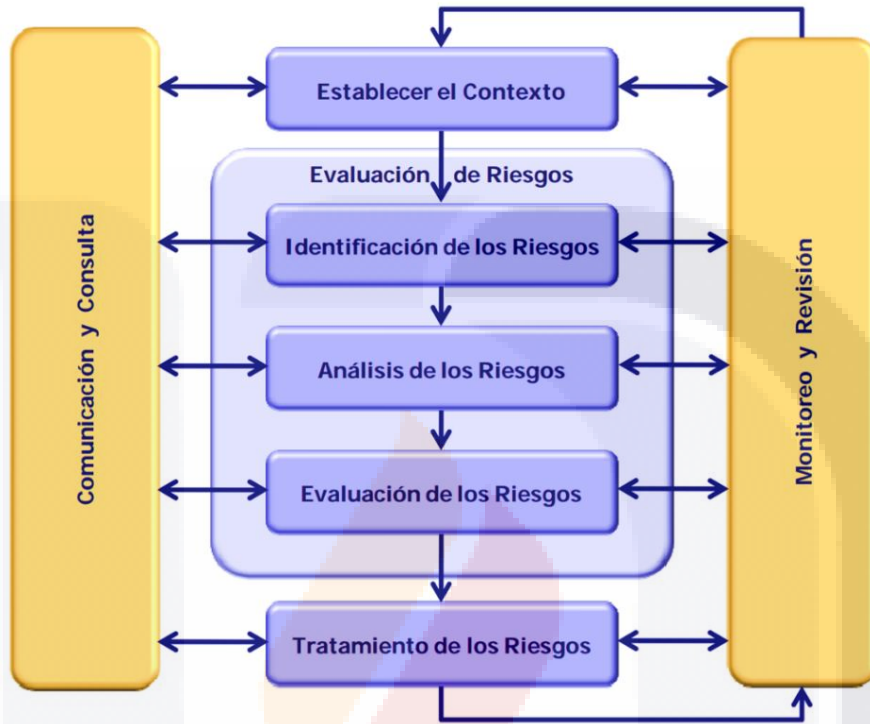 Establecer el Contexto
Evaluación de Riesgos
Identificación de los Riesgos
Análisis de los Riesgos
Evaluación de los Riesgos
Tratamiento de los Riesgos
Comunicación y Consulta
Monitoreo y Revisión